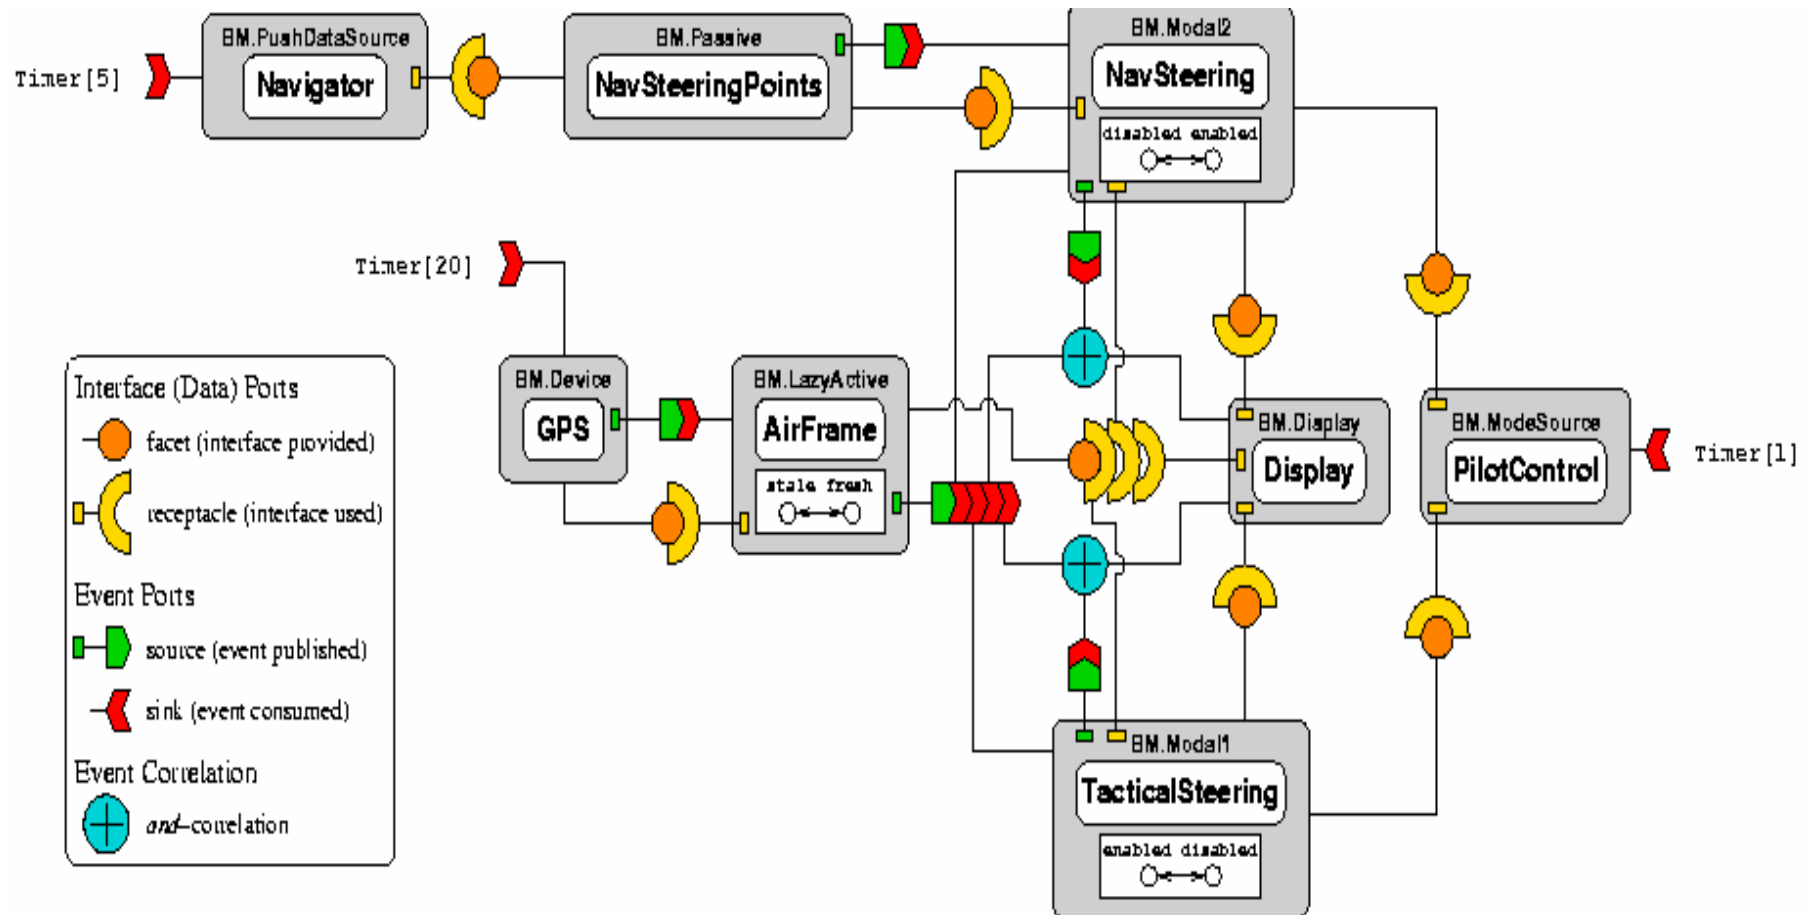 BM.PushDataSource
Navigator
Timer[5]
BM.Passive
NavSteeringPoints
BM.Modal2
NavSteering
disabled enabled
Timer[20]
BM.Device
GPS
BM.LazyActive
AirFrame
stale fresh
BM.Display
Display
BM.ModeSource
PilotControl
Timer[1]
BM.Modal1
TacticalSteering
enabled disabled
Interface (Data) Ports
facet (interface provided)
receptacle (interface used)
Event Ports
source (event published)
sink (event consumed)
Event Correlation
and-correlation